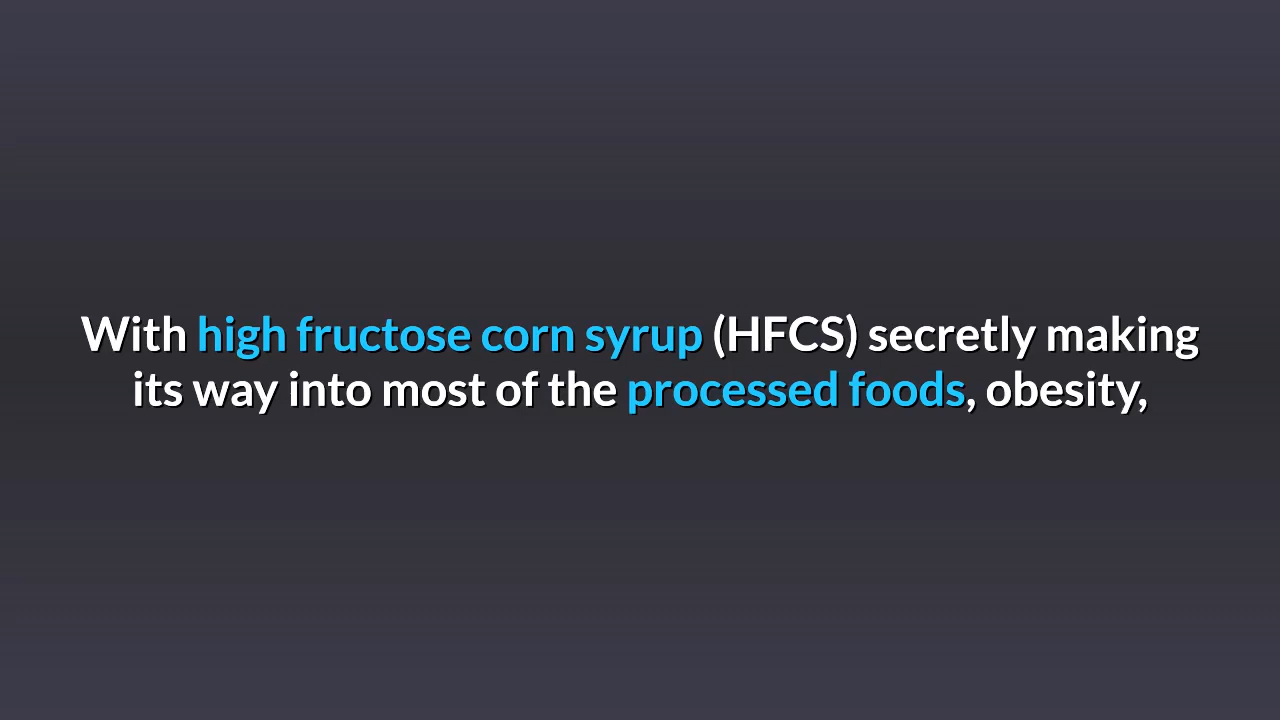 With high fructose corn syrup (HFCS) secretly making
its way into most of the processed foods, obesity,